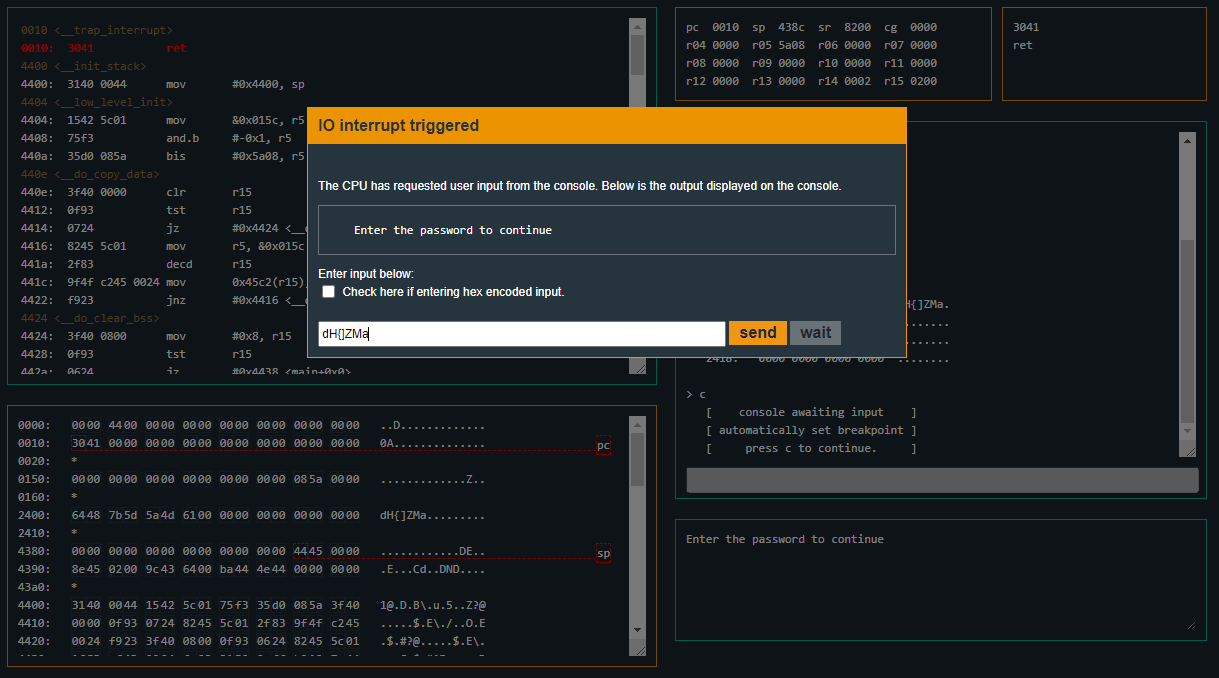 0010 <__trap_interrupt>
0010: 3041 ret
4400 <__init_stack>
4400: 3140 0044 mov #0x4400, sp
4404 <__low_level_init>
4404: 1542 5c01 mov &0x015c, r5
4408: 75f3 and.b #-0x1, r5
440a: 35d0 085a bis #0x5a08, r5
440e <__do_copy_data>
440e: 3f40 0000 clr r15
4412: 0f93 tst r15
4414: 0724 jz #0x4424 <__
4416: 8245 5c01 mov r5, &0x015c
441a: 2f83 decd r15
441c: 9f4f c245 0024 mov 0x45c2(r15)
4422: f923 jnz #0x4416 <__
4424 <__do_clear_bss>
4424: 3f40 0800 mov #0x8, r15
4428: 0f93 tst r15
442a: 0624 jz #0x4438 <main+0x0>
pc 0010 sp 438c sr 8200 cg 0000
r04 0000 r05 5a08 r06 0000 r07 0000
r08 0000 r09 0000 r10 0000 r11 0000
r12 0000 r13 0000 r14 0002 r15 0200
3041
ret
IO interrupt triggered
The CPU has requested user input from the console. Below is the output displayed on the console.
Enter the password to continue
Enter input below:
Check here if entering hex encoded input.
dH{]ZMa
send wait
H{]ZMa.
.......
.......
2418: 0000 0000 0000 0000 ........
> c
[ console awaiting input ]
[ automatically set breakpoint ]
[ press c to continue. ]
0000: 0000 4400 0000 0000 0000 0000 0000 0000 ..D.............
0010: 3041 0000 0000 0000 0000 0000 0000 0000 0A.............. pc
0020: *
0150: 0000 0000 0000 0000 0000 0000 085a 0000 .............Z..
0160: *
2400: 6448 7b5d 5a4d 6100 0000 0000 0000 0000 dH{]ZMa.........
2410: *
4380: 0000 0000 0000 0000 0000 0000 4445 0000 ............DE.. sp
4390: 8e45 0200 9c43 6400 ba44 4e44 0000 0000 .E...Cd..DND....
43a0: *
4400: 3140 0044 1542 5c01 75f3 35d0 085a 3f40 1@.D.B\.u.5..Z?@
4410: 0000 0f93 0724 8245 5c01 2f83 9f4f c245 .....$.E\./..O.E
4420: 0024 f923 3f40 0800 0f93 0624 8245 5c01 .$.#?@.....$.E\.
Enter the password to continue